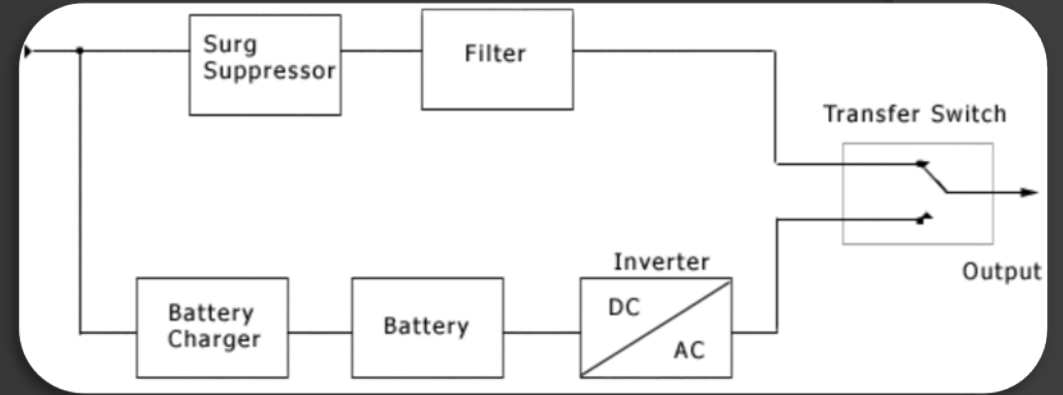 Surg
Suppressor
Filter
Transfer Switch
Output
Inverter
Battery
Charger
Battery
DC
AC